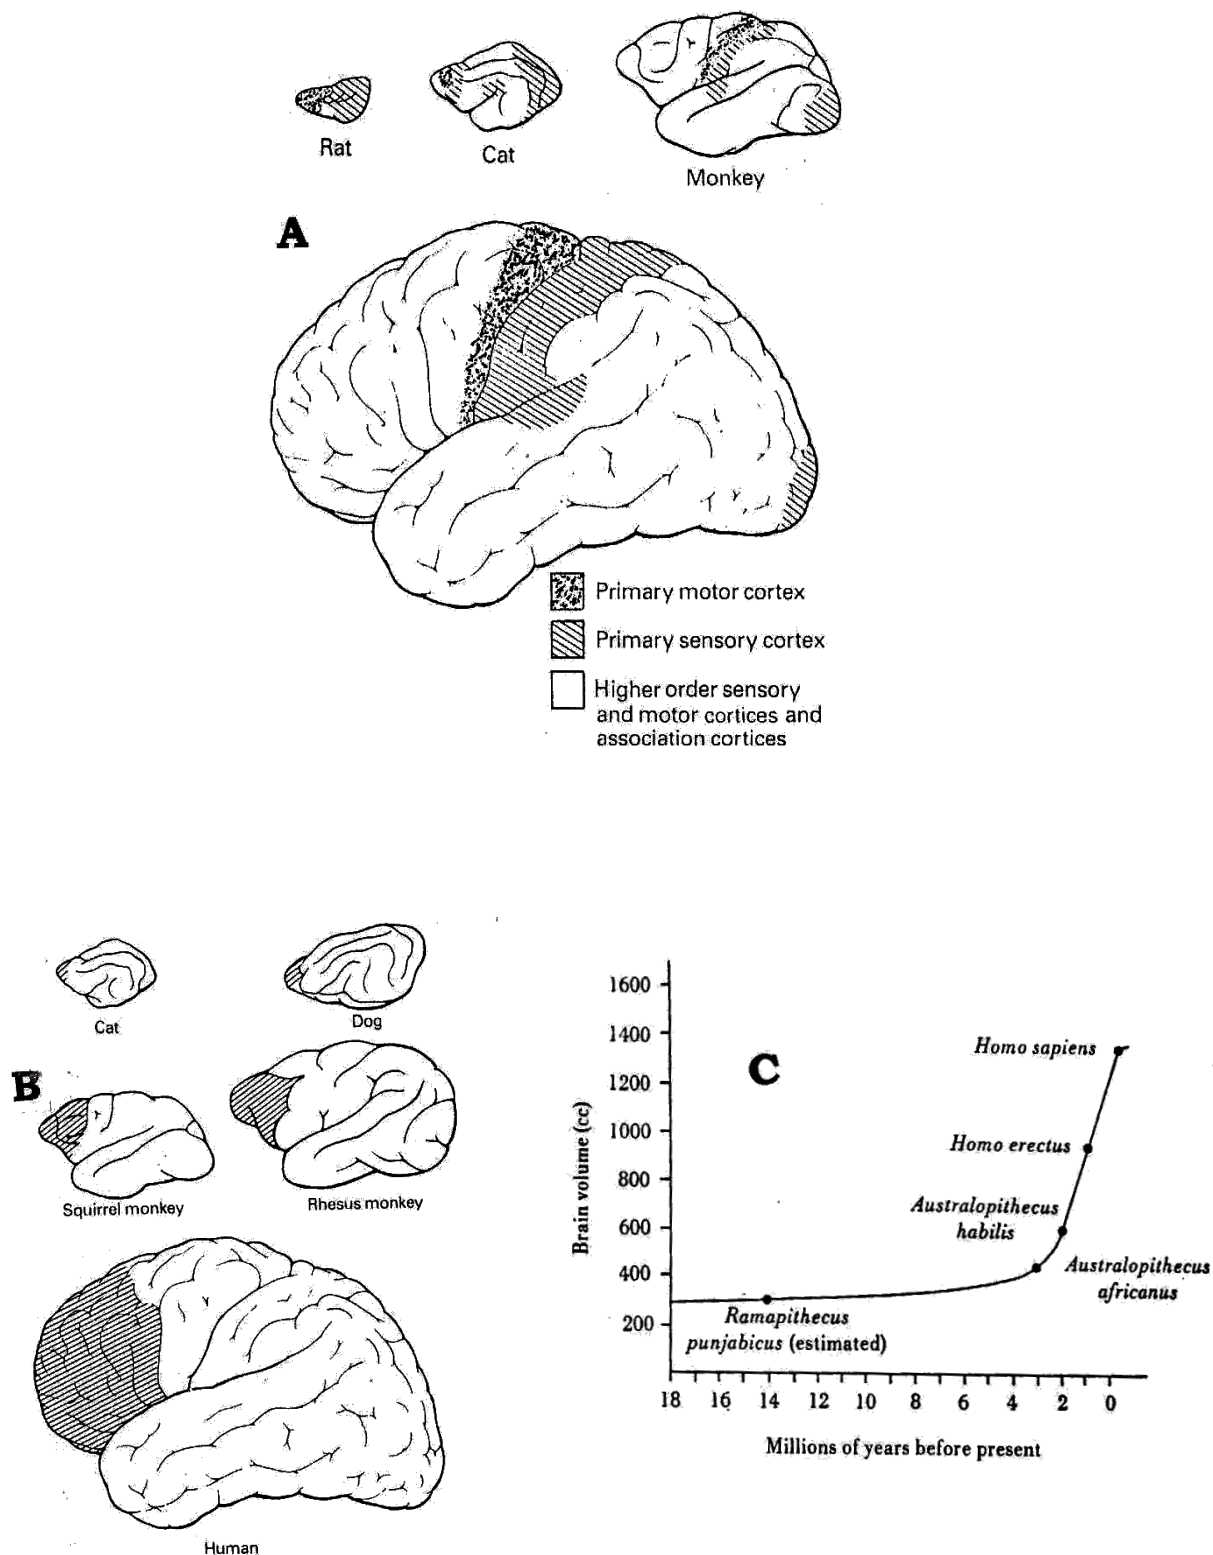 Rat
Cat
Monkey
A
Primary motor cortex
Primary sensory cortex
Higher order sensory
and motor cortices and
association cortices
Cat
Dog
B
Squirrel monkey
Rhesus monkey
Human
C
Brain volume (cc)
1600
1400
1200
1000
800
600
400
200
Homo sapiens
Homo erectus
Australopithecus
habilis
Australopithecus
africanus
Ramapithecus
punjabicus (estimated)
18 16 14 12 10 8 6 4 2 0
Millions of years before present